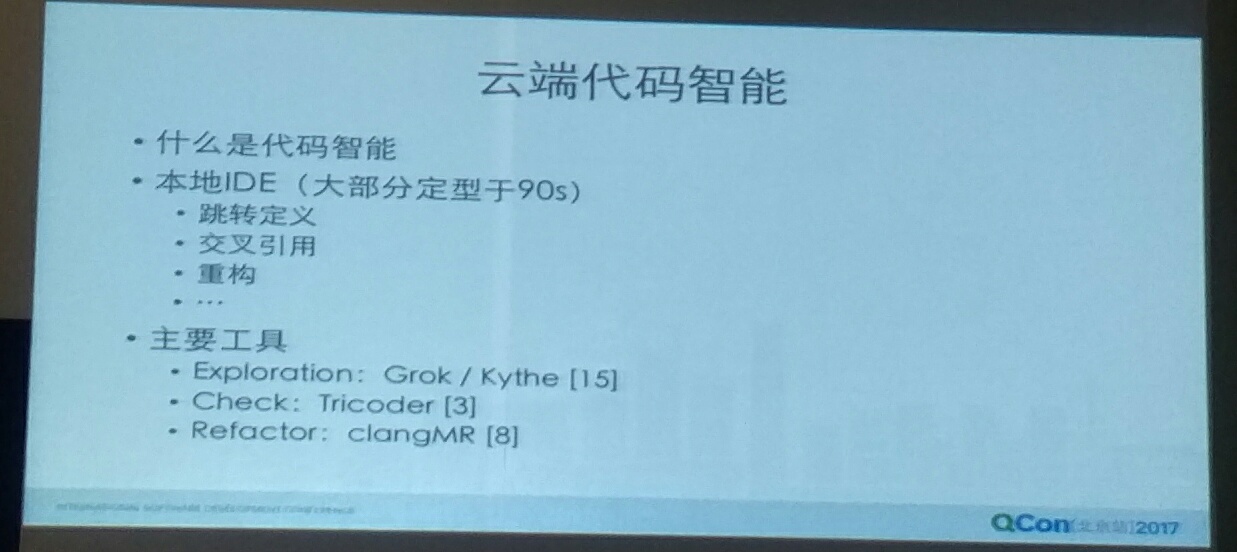 云端代码智能
• 什么是代码智能
• 本地IDE（大部分定型于90s）
• 跳转定义
• 交叉引用
• 重构
• …
• 主要工具
• Exploration：Grok / Kythe [15]
• Check：Tricoder [3]
• Refactor：clangMR [8]
INTERNATIONAL SOFTWARE DEVELOPMENT CONFERENCE
QCon[北京站]2017